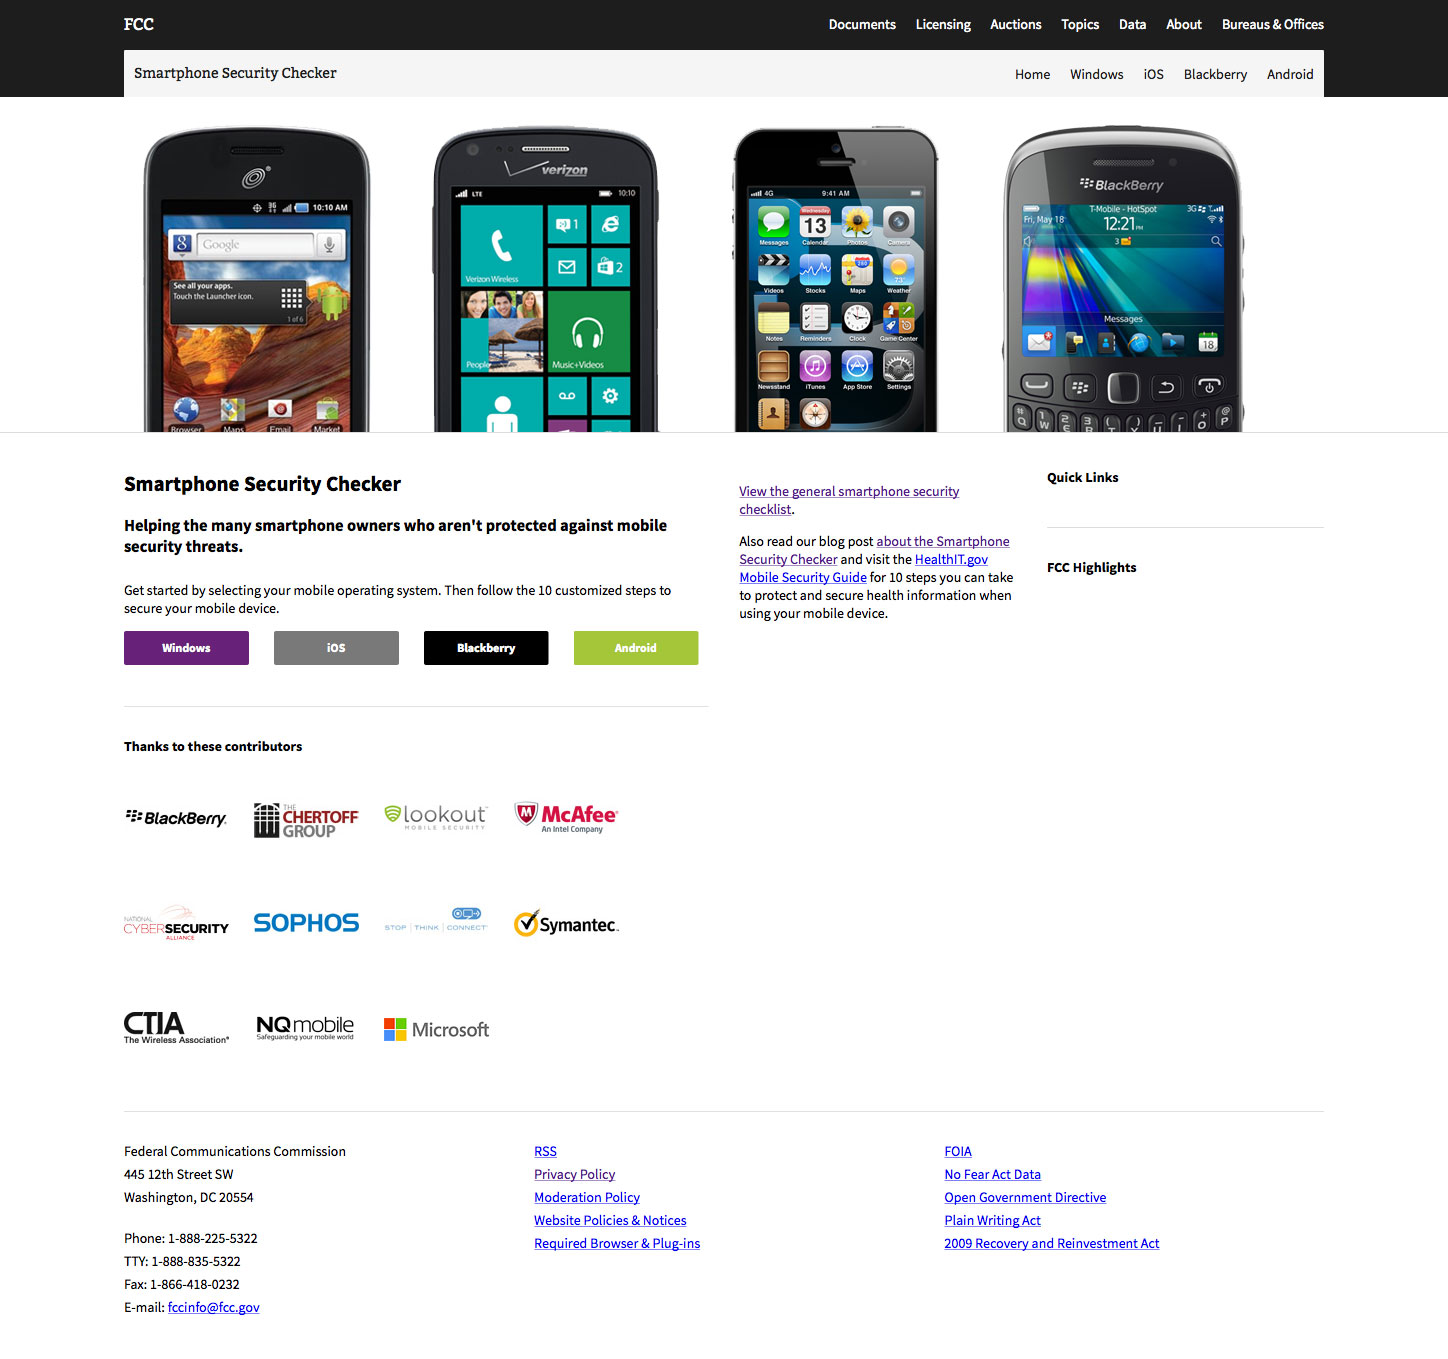 FCC
Documents Licensing Auctions Topics Data About Bureaus & Offices
Smartphone Security Checker
Home Windows iOS Blackberry Android
3G 10:10 AM
Google
See all your apps.
Touch the Launcher icon.
1 of 6
Browser Maps Email Market
verizon
LTE 10:10
1
Verizon Wireless
2
People
Music+Videos
4G 9:41 AM
Wednesday
13
280
73°
Messages Calendar Photos Camera
Videos Stocks Maps Weather
Notes Reminders Clock Game Center
Newsstand iTunes App Store Settings
BlackBerry
T-Mobile - HotSpot
Fri, May 18 12:21 PM 3G
3
Messages
18
Smartphone Security Checker
Helping the many smartphone owners who aren't protected against mobile
security threats.
Get started by selecting your mobile operating system. Then follow the 10 customized steps to
secure your mobile device.
Windows iOS Blackberry Android
View the general smartphone security
checklist.
Also read our blog post about the Smartphone
Security Checker and visit the HealthIT.gov
Mobile Security Guide for 10 steps you can take
to protect and secure health information when
using your mobile device.
Quick Links
FCC Highlights
Thanks to these contributors
BlackBerry.
THE
CHERTOFF
GROUP
lookout™
MOBILE SECURITY
McAfee®
An Intel Company
NATIONAL
CYBERSECURITY
ALLIANCE
SOPHOS
STOP | THINK | CONNECT™
Symantec™
CTIA
The Wireless Association®
NQmobile
Safeguarding your mobile world
Microsoft
Federal Communications Commission
445 12th Street SW
Washington, DC 20554
Phone: 1-888-225-5322
TTY: 1-888-835-5322
Fax: 1-866-418-0232
E-mail: fccinfo@fcc.gov
RSS
Privacy Policy
Moderation Policy
Website Policies & Notices
Required Browser & Plug-ins
FOIA
No Fear Act Data
Open Government Directive
Plain Writing Act
2009 Recovery and Reinvestment Act